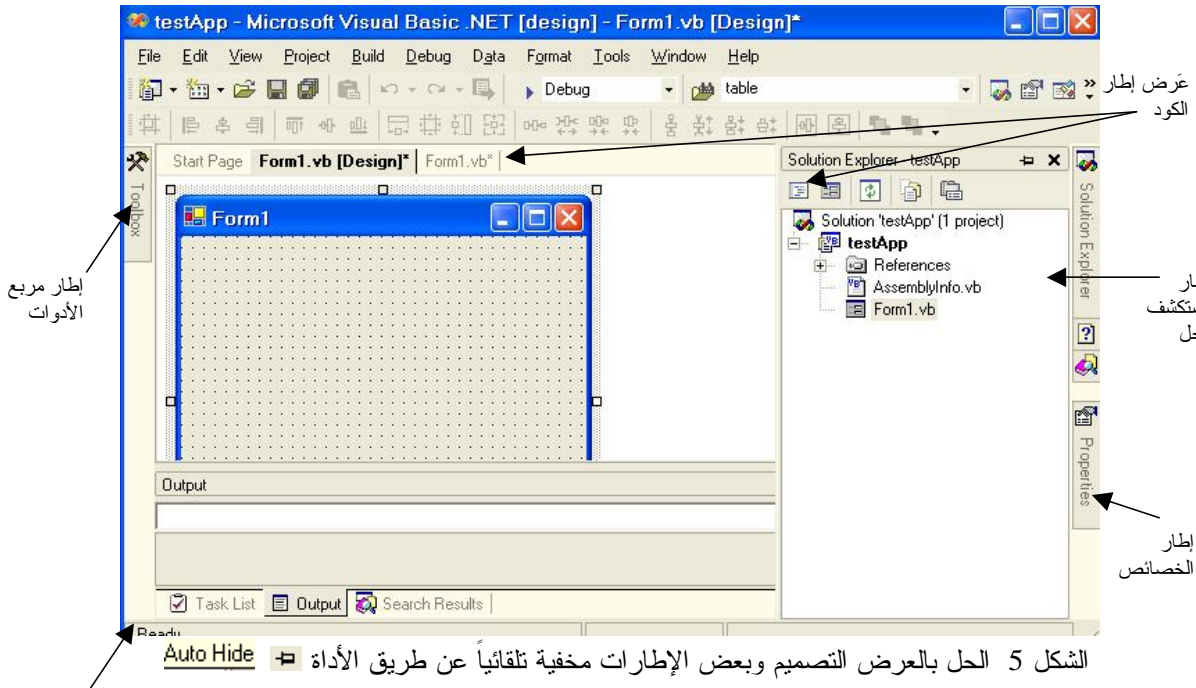 testApp - Microsoft Visual Basic .NET [design] - Form1.vb [Design]*
File Edit View Project Build Debug Data Format Tools Window Help
Debug table
عَرض إطار
الكود
Start Page Form1.vb [Design]* Form1.vb*
Solution Explorer - testApp
Toolbox
Form1
Solution 'testApp' (1 project)
testApp
References
AssemblyInfo.vb
Form1.vb
Solution Explorer
إطار مربع
الأدوات
Properties
Output
إطار
الخصائص
Task List Output Search Results
Ready
الشكل 5 الحل بالعرض التصميم وبعض الإطارات مخفية تلقائياً عن طريق الأداة Auto Hide